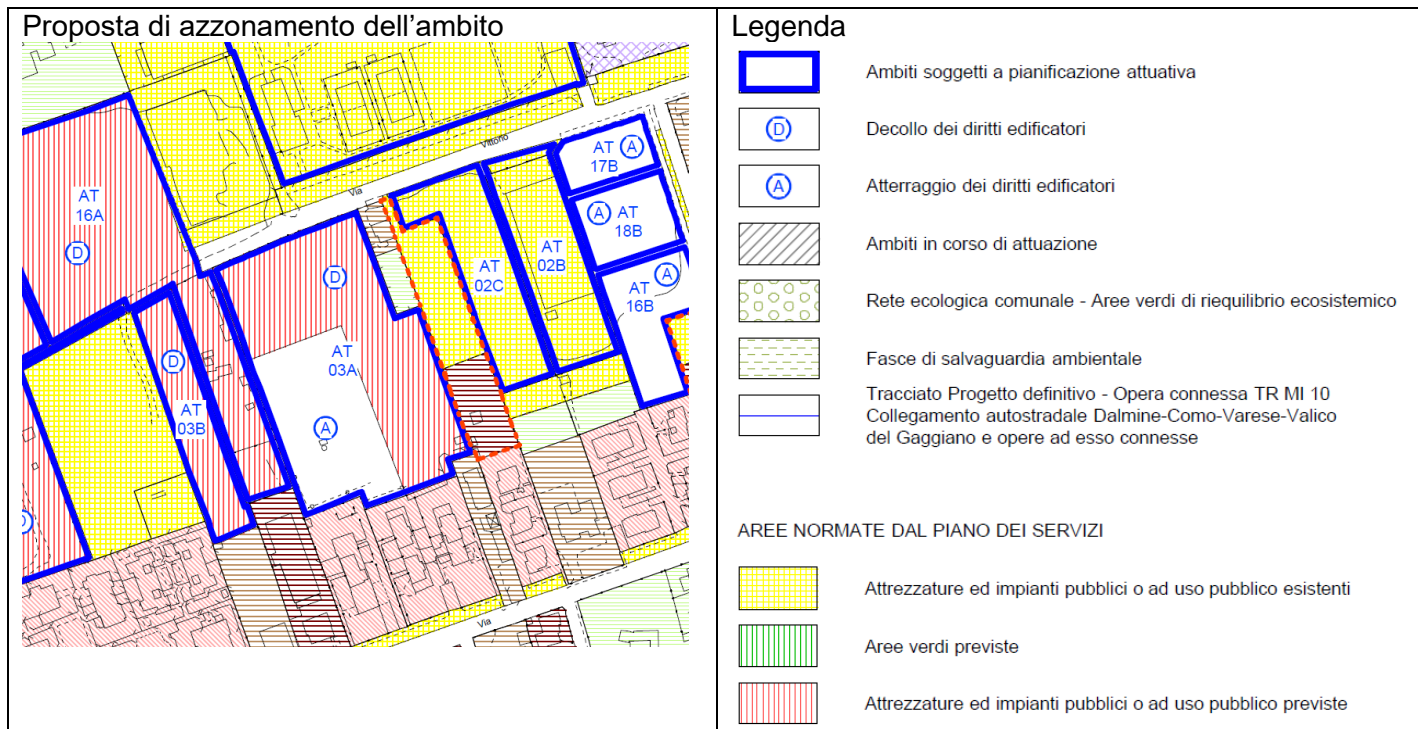 Proposta di azzonamento dell'ambito
Via
Vittorio
AT
17B
A
AT
16A
D
A
AT
18B
AT
02B
AT
02C
D
A
AT
16B
AT
03A
D
AT
03B
A
D
Via
Legenda
Ambiti soggetti a pianificazione attuativa
D
Decollo dei diritti edificatori
A
Atterraggio dei diritti edificatori
Ambiti in corso di attuazione
Rete ecologica comunale - Aree verdi di riequilibrio ecosistemico
Fasce di salvaguardia ambientale
Tracciato Progetto definitivo - Opera connessa TR MI 10
Collegamento autostradale Dalmine-Como-Varese-Valico
del Gaggiano e opere ad esso connesse
AREE NORMATE DAL PIANO DEI SERVIZI
Attrezzature ed impianti pubblici o ad uso pubblico esistenti
Aree verdi previste
Attrezzature ed impianti pubblici o ad uso pubblico previste